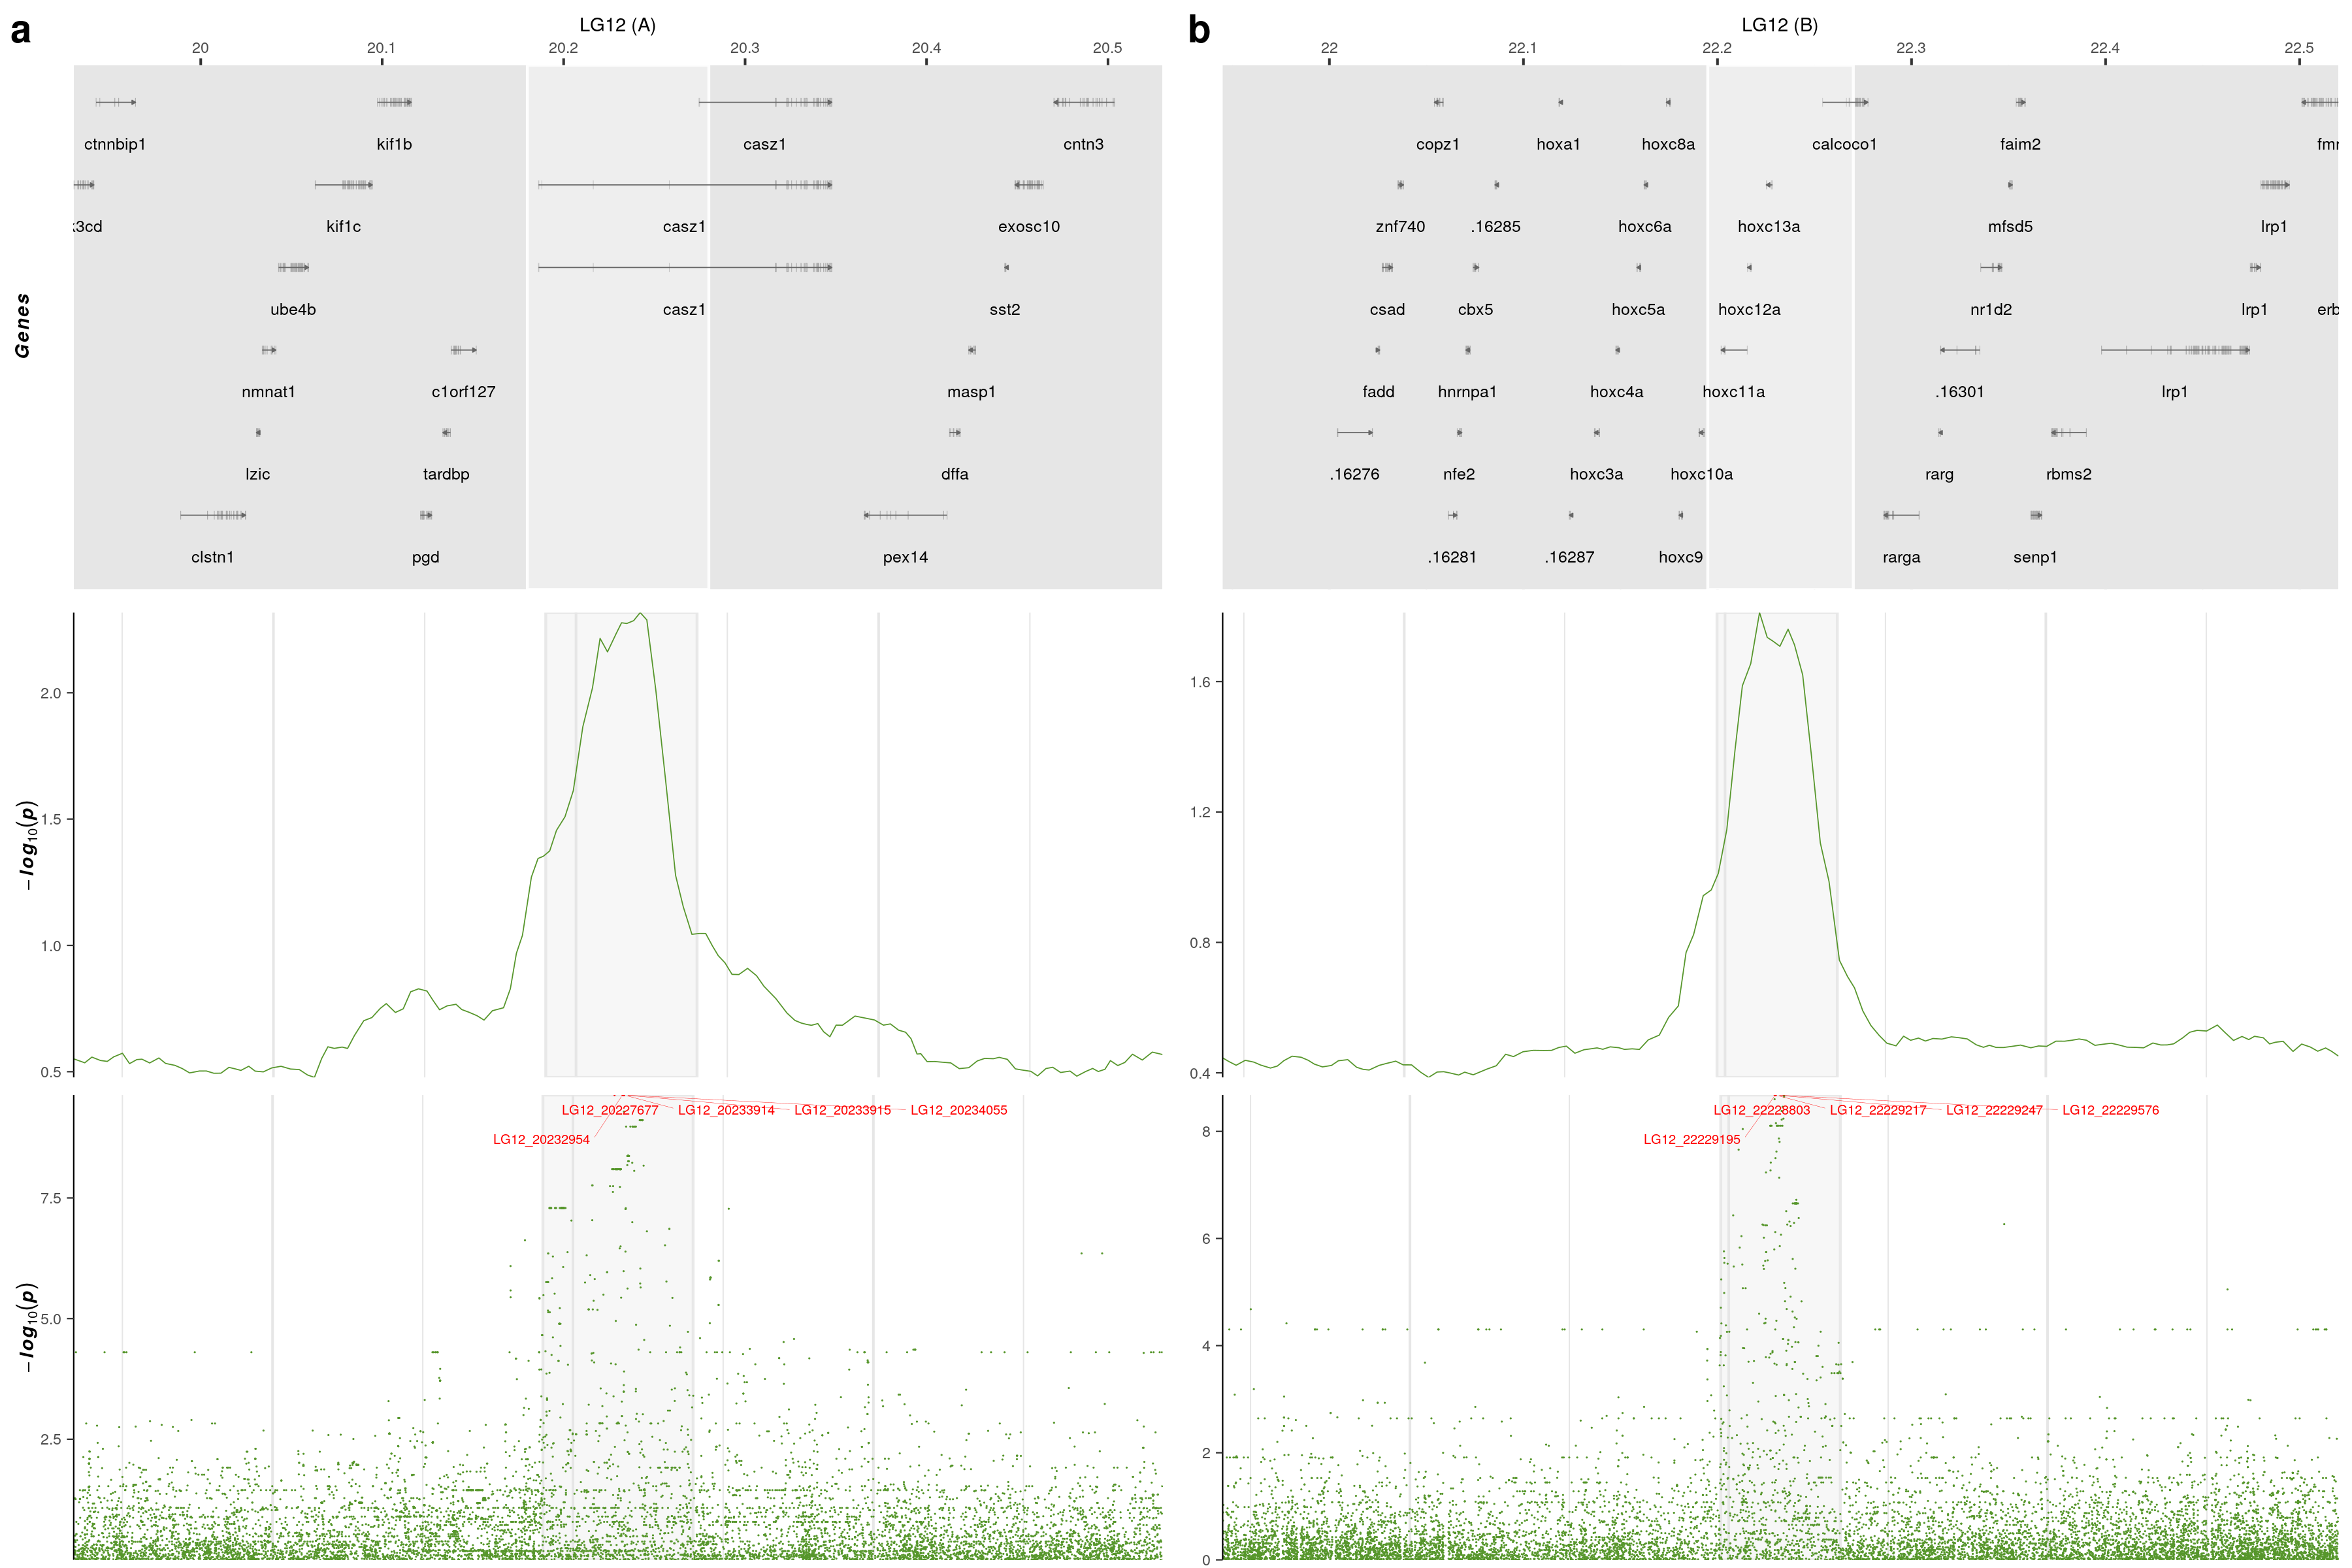 a
LG12 (A)
20 20.1 20.2 20.3 20.4 20.5
ctnnbip1 kif1b casz1 cntn3
k3cd kif1c casz1 exosc10
ube4b casz1 sst2
Genes
nmnat1 c1orf127 masp1
lzic tardbp dffa
clstn1 pgd pex14
−log10(p)
2.0
1.5
1.0
0.5
LG12_20227677 LG12_20233914 LG12_20233915 LG12_20234055
LG12_20232954
−log10(p)
7.5
5.0
2.5
b
LG12 (B)
22 22.1 22.2 22.3 22.4 22.5
copz1 hoxa1 hoxc8a calcoco1 faim2 fmr
znf740 .16285 hoxc6a hoxc13a mfsd5 lrp1
csad cbx5 hoxc5a hoxc12a nr1d2 lrp1 erb
fadd hnrnpa1 hoxc4a hoxc11a .16301 lrp1
.16276 nfe2 hoxc3a hoxc10a rarg rbms2
.16281 .16287 hoxc9 rarga senp1
1.6
1.2
0.8
0.4
LG12_22228803 LG12_22229217 LG12_22229247 LG12_22229576
LG12_22229195
8
6
4
2
0